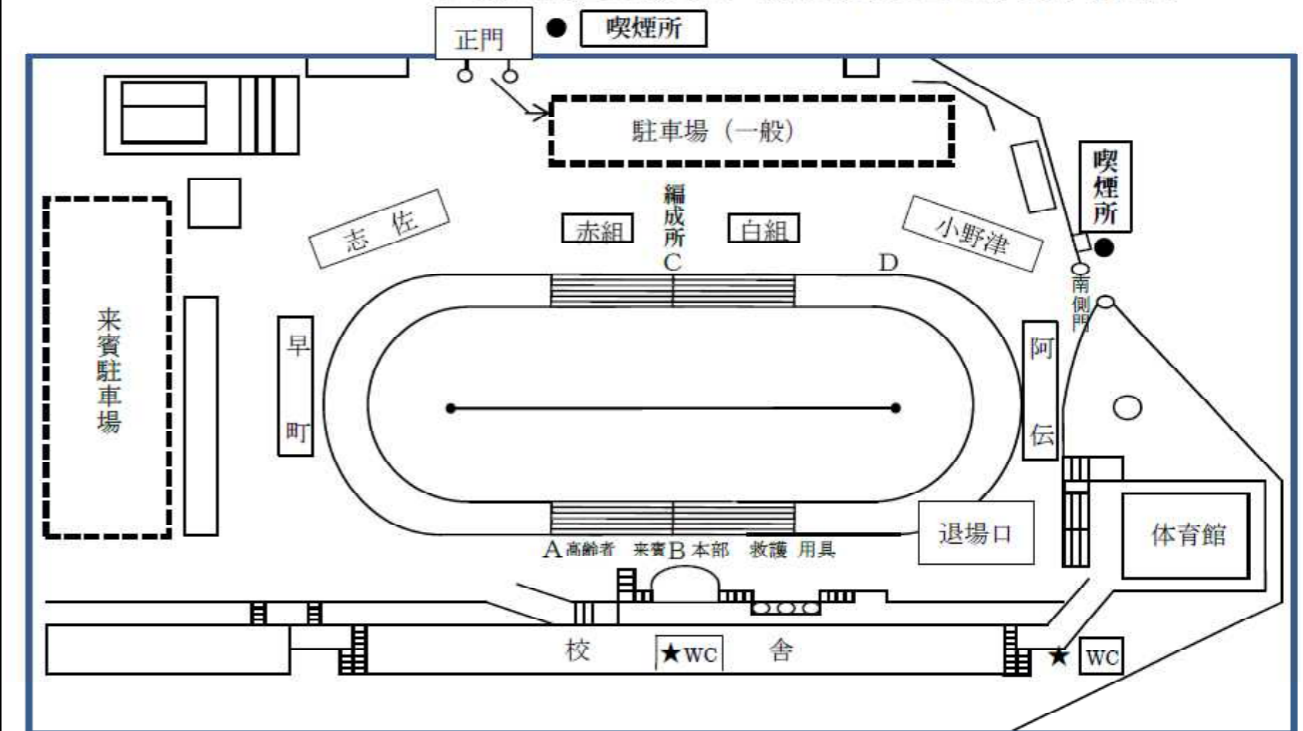 正門
● 喫煙所
駐車場（一般）
喫煙所
志 佐
赤組
編成所
白組
小野津
C
D
南側門
来賓駐車場
早町
阿伝
退場口
体育館
A 高齢者 来賓 B 本部 救護 用具
校 ★WC 舎
★ WC